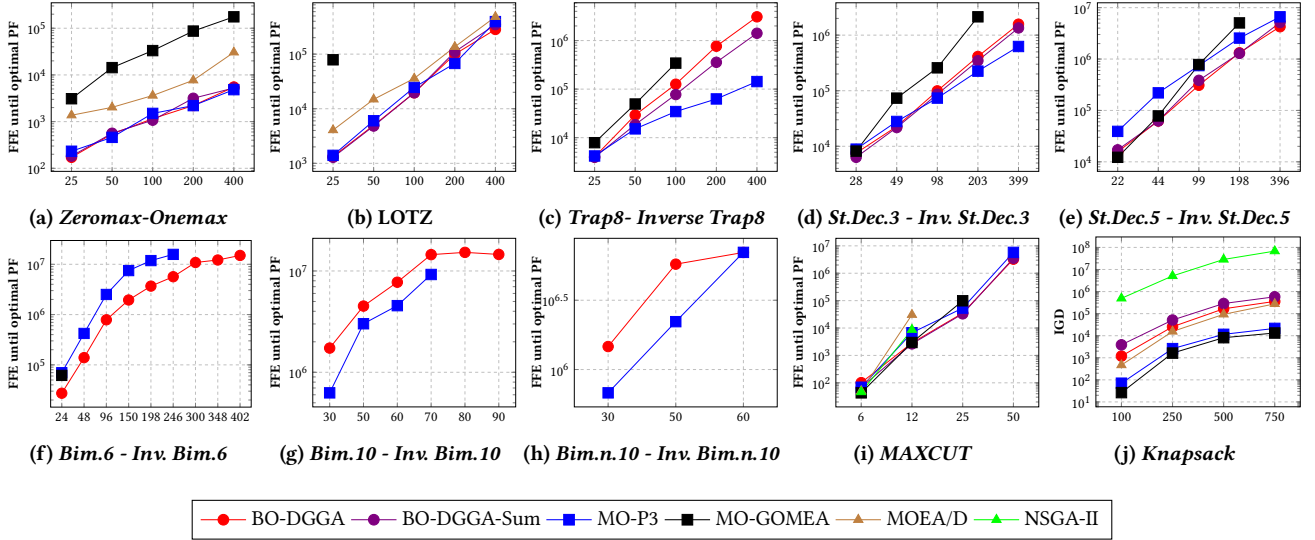 FFE until optimal PF
10^5
10^4
10^3
10^2
25 50 100 200 400
(a) Zeromax-Onemax
FFE until optimal PF
10^5
10^4
10^3
25 50 100 200 400
(b) LOTZ
FFE until optimal PF
10^6
10^5
10^4
25 50 100 200 400
(c) Trap8- Inverse Trap8
FFE until optimal PF
10^6
10^5
10^4
28 49 98 203 399
(d) St.Dec.3 - Inv. St.Dec.3
FFE until optimal PF
10^7
10^6
10^5
10^4
22 44 99 198 396
(e) St.Dec.5 - Inv. St.Dec.5
FFE until optimal PF
10^7
10^6
10^5
24 48 96 150 198 246 300 348 402
(f) Bim.6 - Inv. Bim.6
FFE until optimal PF
10^7
10^6
30 50 60 70 80 90
(g) Bim.10 - Inv. Bim.10
FFE until optimal PF
10^6.5
10^6
30 50 60
(h) Bim.n.10 - Inv. Bim.n.10
FFE until optimal PF
10^7
10^6
10^5
10^4
10^3
10^2
6 12 25 50
(i) MAXCUT
IGD
10^8
10^7
10^6
10^5
10^4
10^3
10^2
10^1
100 250 500 750
(j) Knapsack
BO-DGGA BO-DGGA-Sum MO-P3 MO-GOMEA MOEA/D NSGA-II